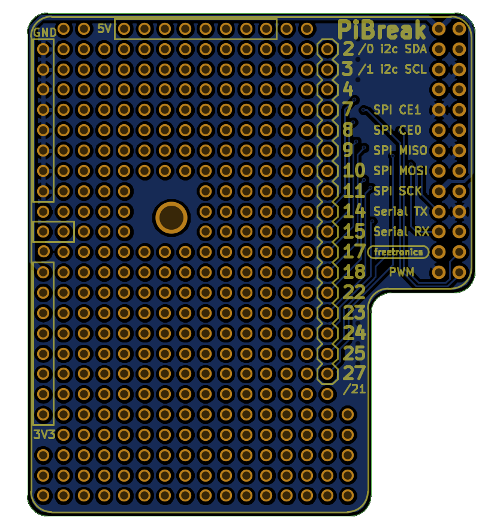 PiBreak
GND
5V
2 /0 i2c SDA
3 /1 i2c SCL
4
7 SPI CE1
8 SPI CE0
9 SPI MISO
10 SPI MOSI
11 SPI SCK
14 Serial TX
15 Serial RX
17 freetronics
18 PWM
22
23
24
25
27
/21
3V3